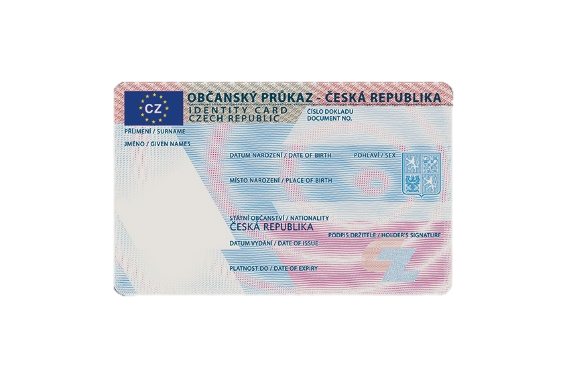 CZ
OBČANSKÝ PRŮKAZ - ČESKÁ REPUBLIKA
IDENTITY CARD
CZECH REPUBLIC
ČÍSLO DOKLADU
DOCUMENT NO.
PŘÍJMENÍ / SURNAME
JMÉNO / GIVEN NAMES
DATUM NAROZENÍ / DATE OF BIRTH POHLAVÍ / SEX
MÍSTO NAROZENÍ / PLACE OF BIRTH
STÁTNÍ OBČANSTVÍ / NATIONALITY
ČESKÁ REPUBLIKA
PODPIS DRŽITELE / HOLDER'S SIGNATURE
DATUM VYDÁNÍ / DATE OF ISSUE
CZ
PLATNOST DO / DATE OF EXPIRY